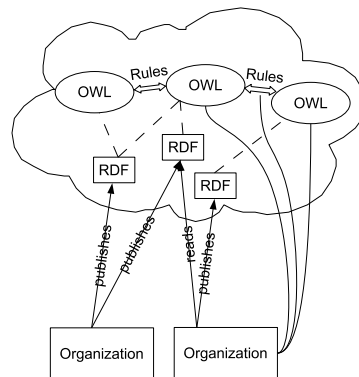 Rules
Rules
OWL
OWL
OWL
RDF
RDF
RDF
publishes
publishes
reads
publishes
Organization
Organization